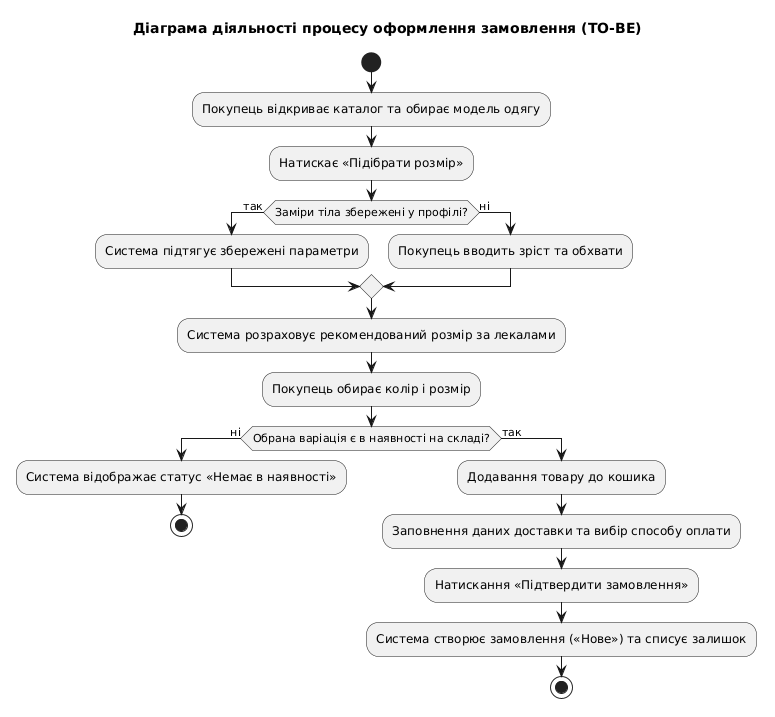 Діаграма діяльності процесу оформлення замовлення (TO-BE)
Покупець відкриває каталог та обирає модель одягу
Натискає «Підібрати розмір»
так
Заміри тіла збережені у профілі?
ні
Система підтягує збережені параметри
Покупець вводить зріст та обхвати
Система розраховує рекомендований розмір за лекалами
Покупець обирає колір і розмір
ні
Обрана варіація є в наявності на складі?
так
Система відображає статус «Немає в наявності»
Додавання товару до кошика
Заповнення даних доставки та вибір способу оплати
Натискання «Підтвердити замовлення»
Система створює замовлення («Нове») та списує залишок